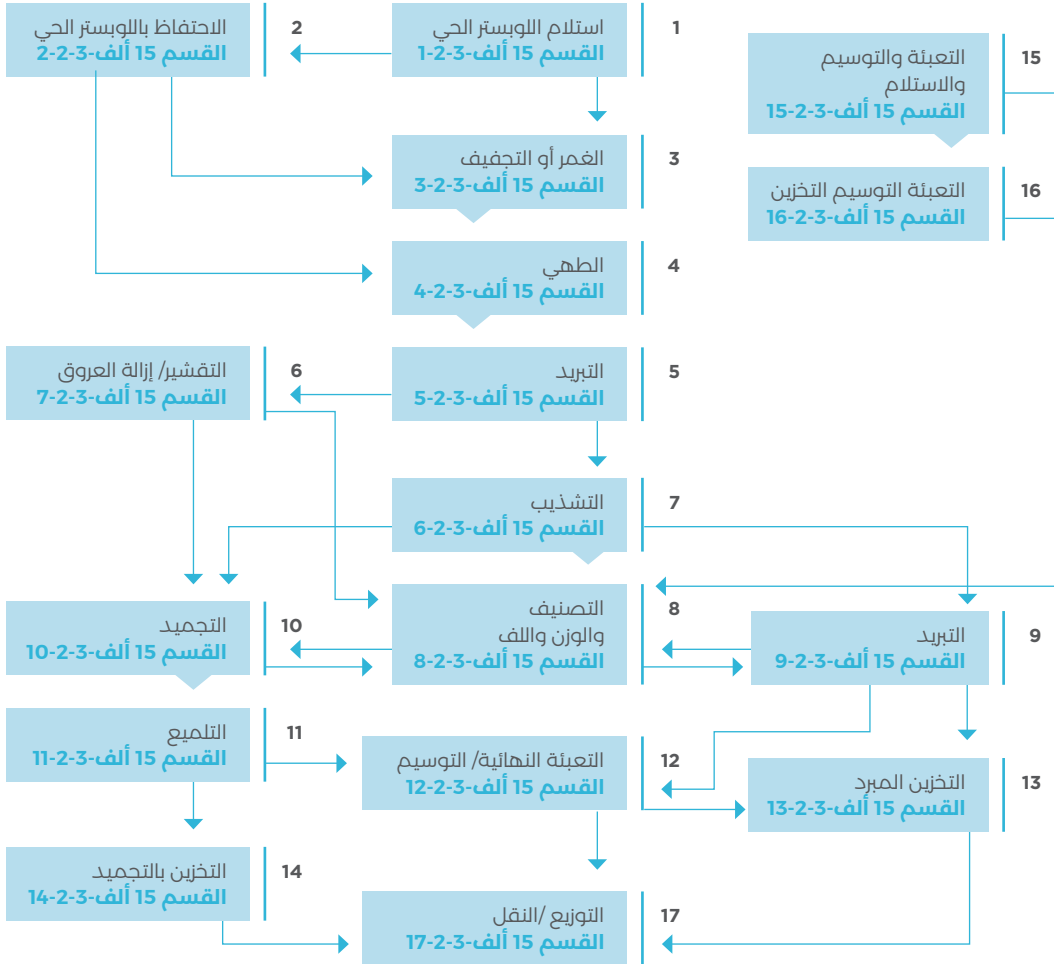 1
استلام اللوبستر الحي
القسم 15 ألف-3-2-1
2
الاحتفاظ باللوبستر الحي
القسم 15 ألف-3-2-2
3
الغمر أو التجفيف
القسم 15 ألف-3-2-3
4
الطهي
القسم 15 ألف-3-2-4
5
التبريد
القسم 15 ألف-3-2-5
6
التقشير/ إزالة العروق
القسم 15 ألف-3-2-7
7
التشذيب
القسم 15 ألف-3-2-6
8
التصنيف
والوزن واللف
القسم 15 ألف-3-2-8
9
التبريد
القسم 15 ألف-3-2-9
10
التجميد
القسم 15 ألف-3-2-10
11
التلميع
القسم 15 ألف-3-2-11
12
التعبئة النهائية/ التوسيم
القسم 15 ألف-3-2-12
13
التخزين المبرد
القسم 15 ألف-3-2-13
14
التخزين بالتجميد
القسم 15 ألف-3-2-14
15
التعبئة والتوسيم
والاستلام
القسم 15 ألف-3-2-15
16
التعبئة التوسيم التخزين
القسم 15 ألف-3-2-16
17
التوزيع /النقل
القسم 15 ألف-3-2-17